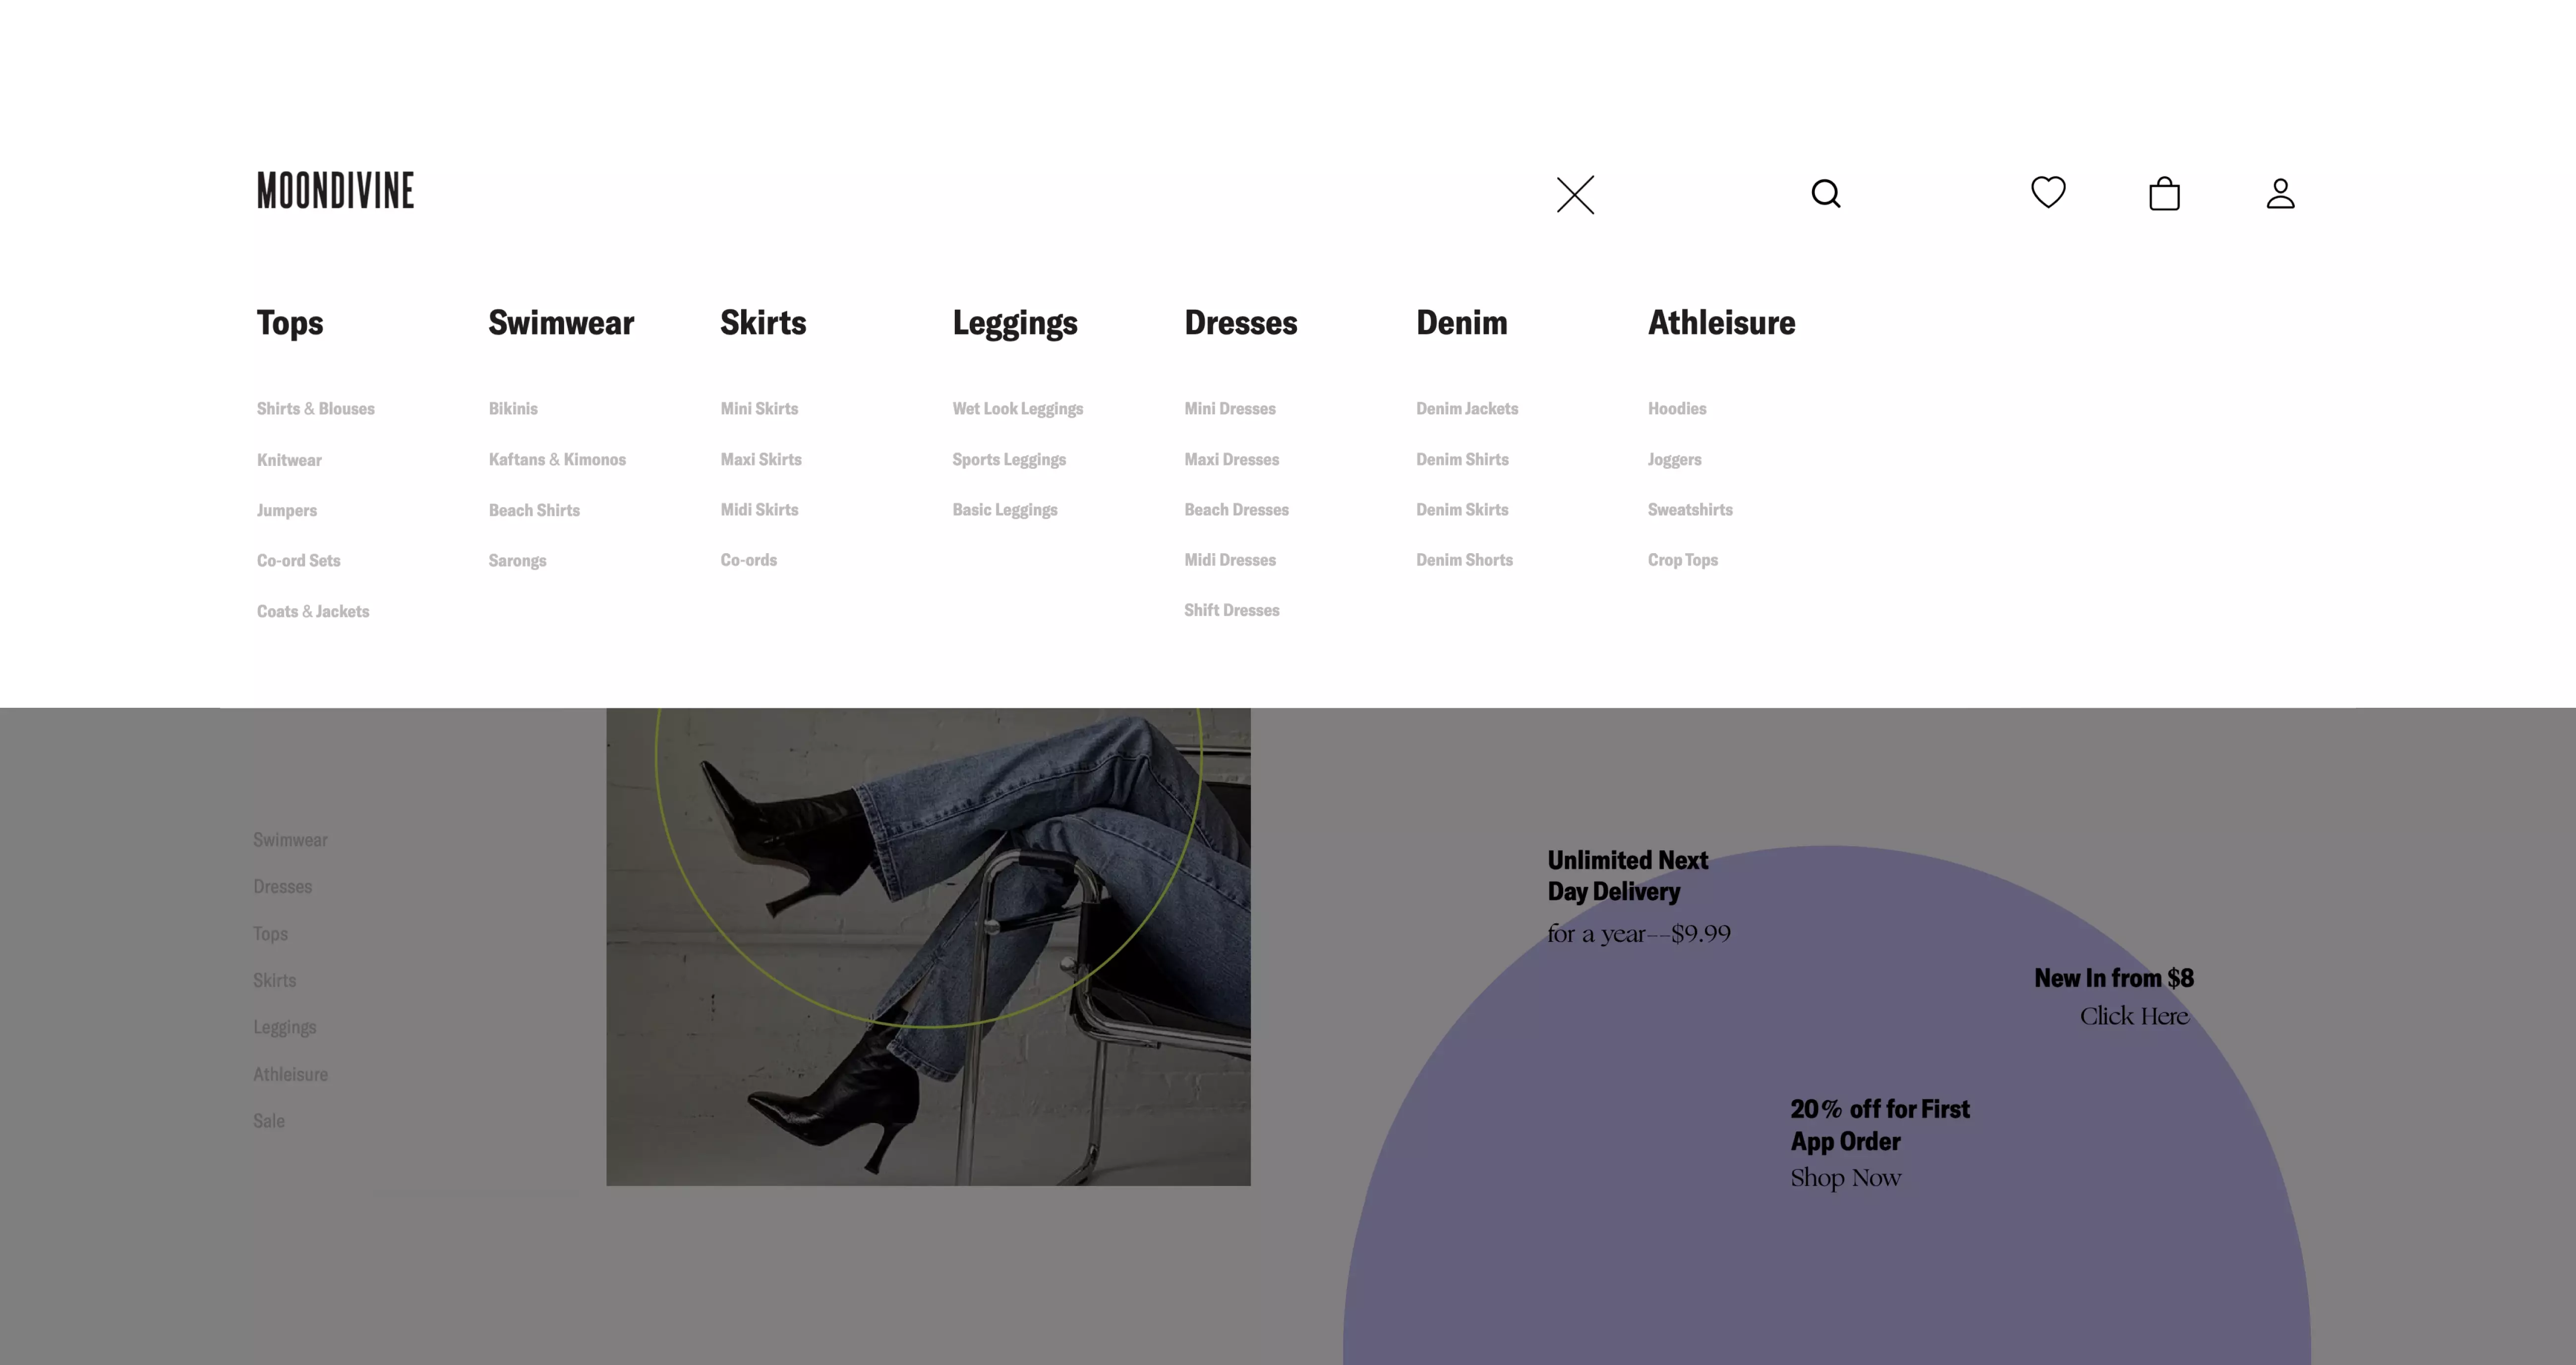 MOONDIVINE
Tops
Shirts & Blouses
Knitwear
Jumpers
Co-ord Sets
Coats & Jackets
Swimwear
Bikinis
Kaftans & Kimonos
Beach Shirts
Sarongs
Skirts
Mini Skirts
Maxi Skirts
Midi Skirts
Co-ords
Leggings
Wet Look Leggings
Sports Leggings
Basic Leggings
Dresses
Mini Dresses
Maxi Dresses
Beach Dresses
Midi Dresses
Shift Dresses
Denim
Denim Jackets
Denim Shirts
Denim Skirts
Denim Shorts
Athleisure
Hoodies
Joggers
Sweatshirts
Crop Tops
Swimwear
Dresses
Tops
Skirts
Leggings
Athleisure
Sale
Unlimited Next
Day Delivery
for a year––$9.99
New In from $8
Click Here
20% off for First
App Order
Shop Now